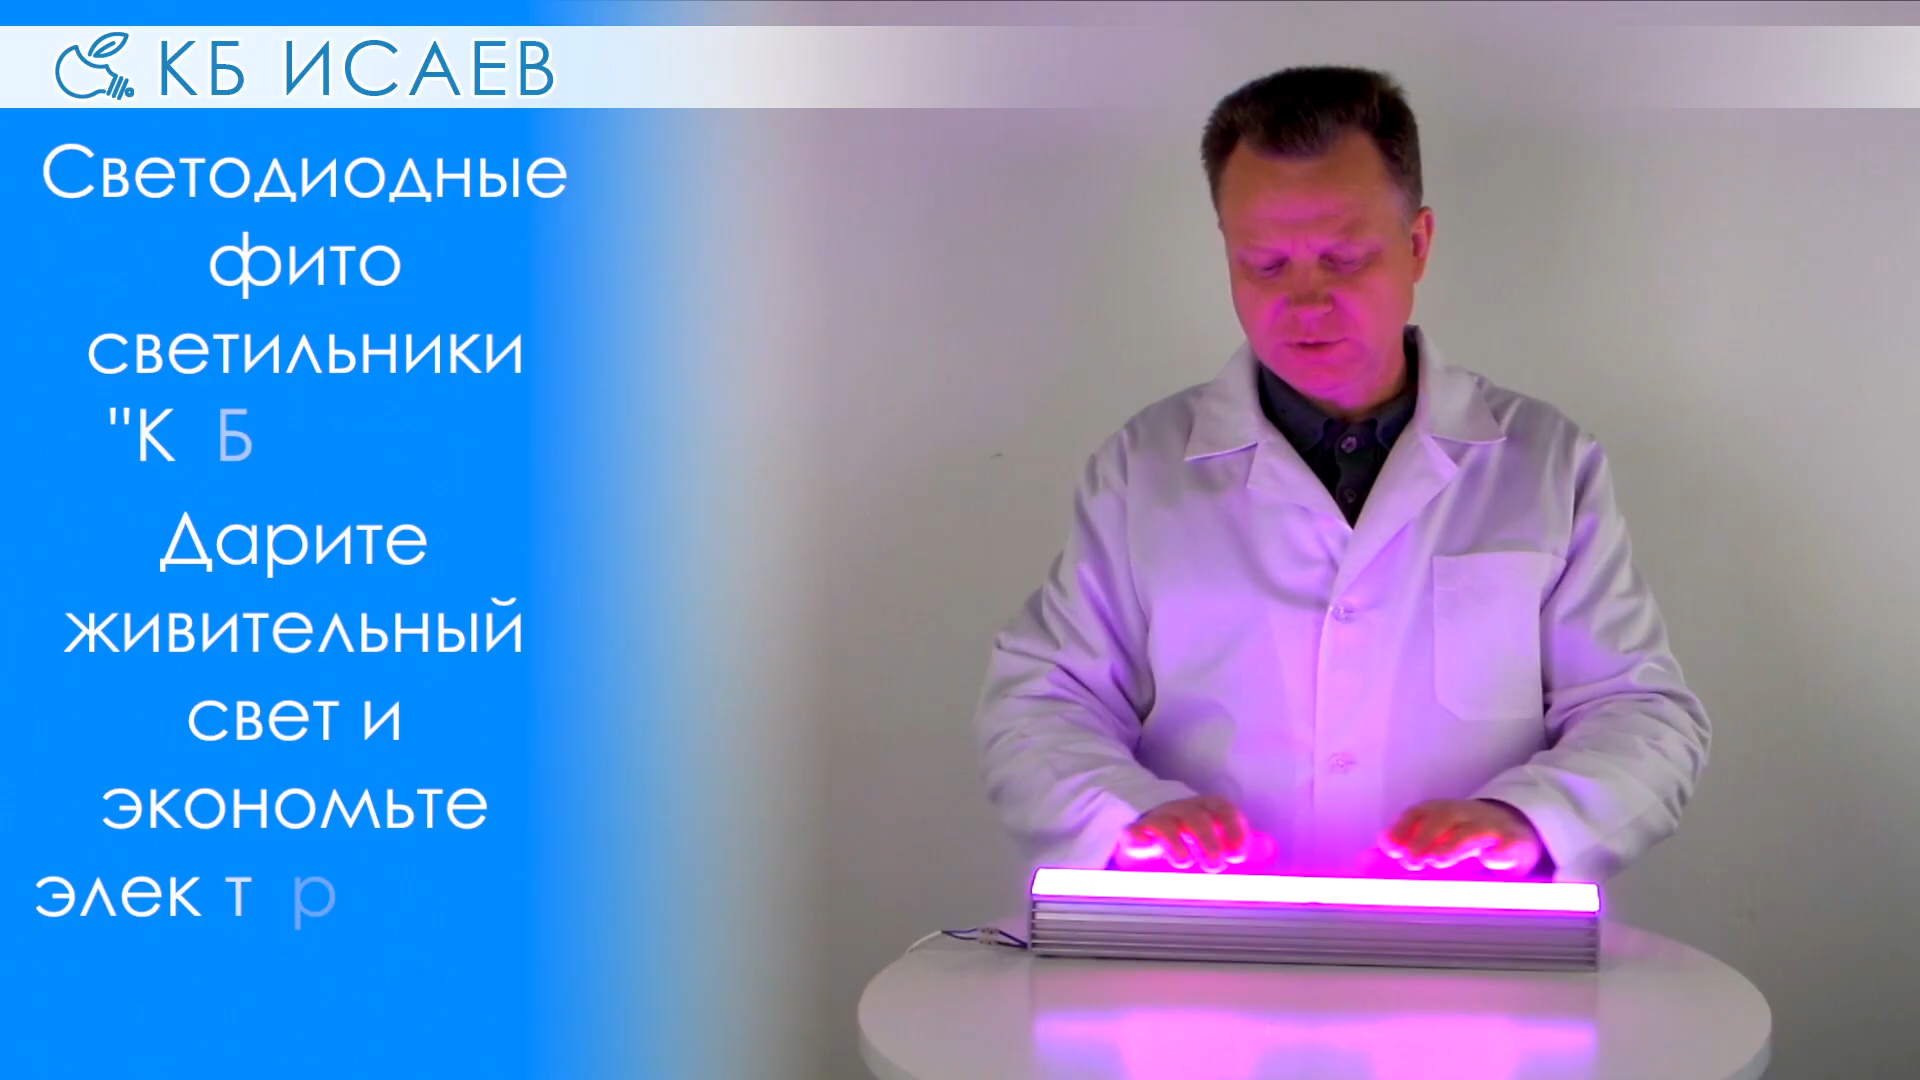 КБ ИСАЕВ
Светодиодные
фито
светильники
"К Б
Дарите
живительный
свет и
экономьте
элек т р